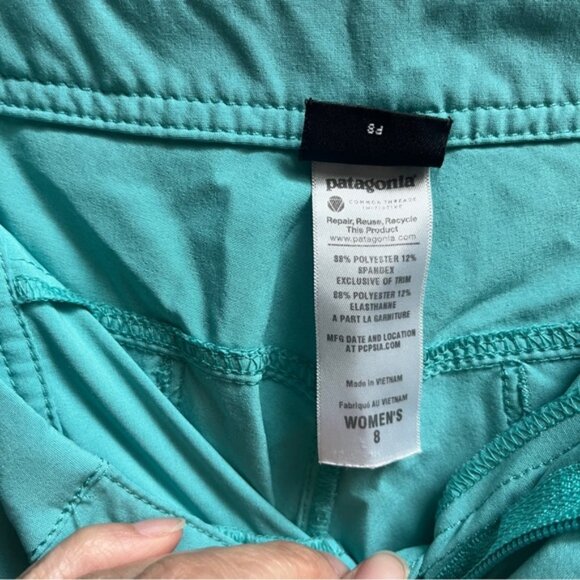 patagonia®
COMMON THREADS
INITIATIVE
Repair, Reuse, Recycle
This Product
www.patagonia.com
88% POLYESTER 12%
SPANDEX
EXCLUSIVE OF TRIM
88% POLYESTER 12%
ELASTHANNE
A PART LA GARNITURE
MFG DATE AND LOCATION
AT PCPSIA.COM
Made in VIETNAM
Fabriqué AU VIETNAM
WOMEN'S
8